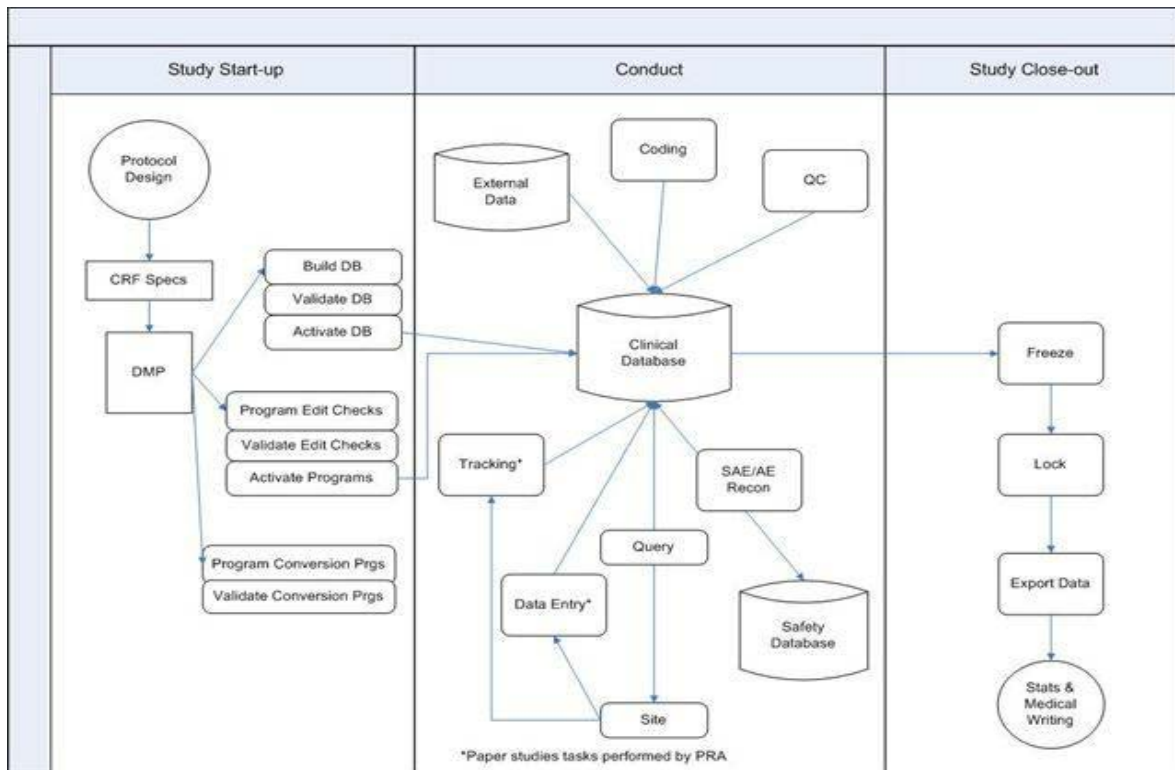 Study Start-up
Conduct
Study Close-out
Protocol
Design
CRF Specs
DMP
Build DB
Validate DB
Activate DB
Program Edit Checks
Validate Edit Checks
Activate Programs
Program Conversion Prgs
Validate Conversion Prgs
External
Data
Coding
QC
Clinical
Database
Tracking*
SAE/AE
Recon
Query
Data Entry*
Safety
Database
Site
*Paper studies tasks performed by PRA
Freeze
Lock
Export Data
Stats &
Medical
Writing